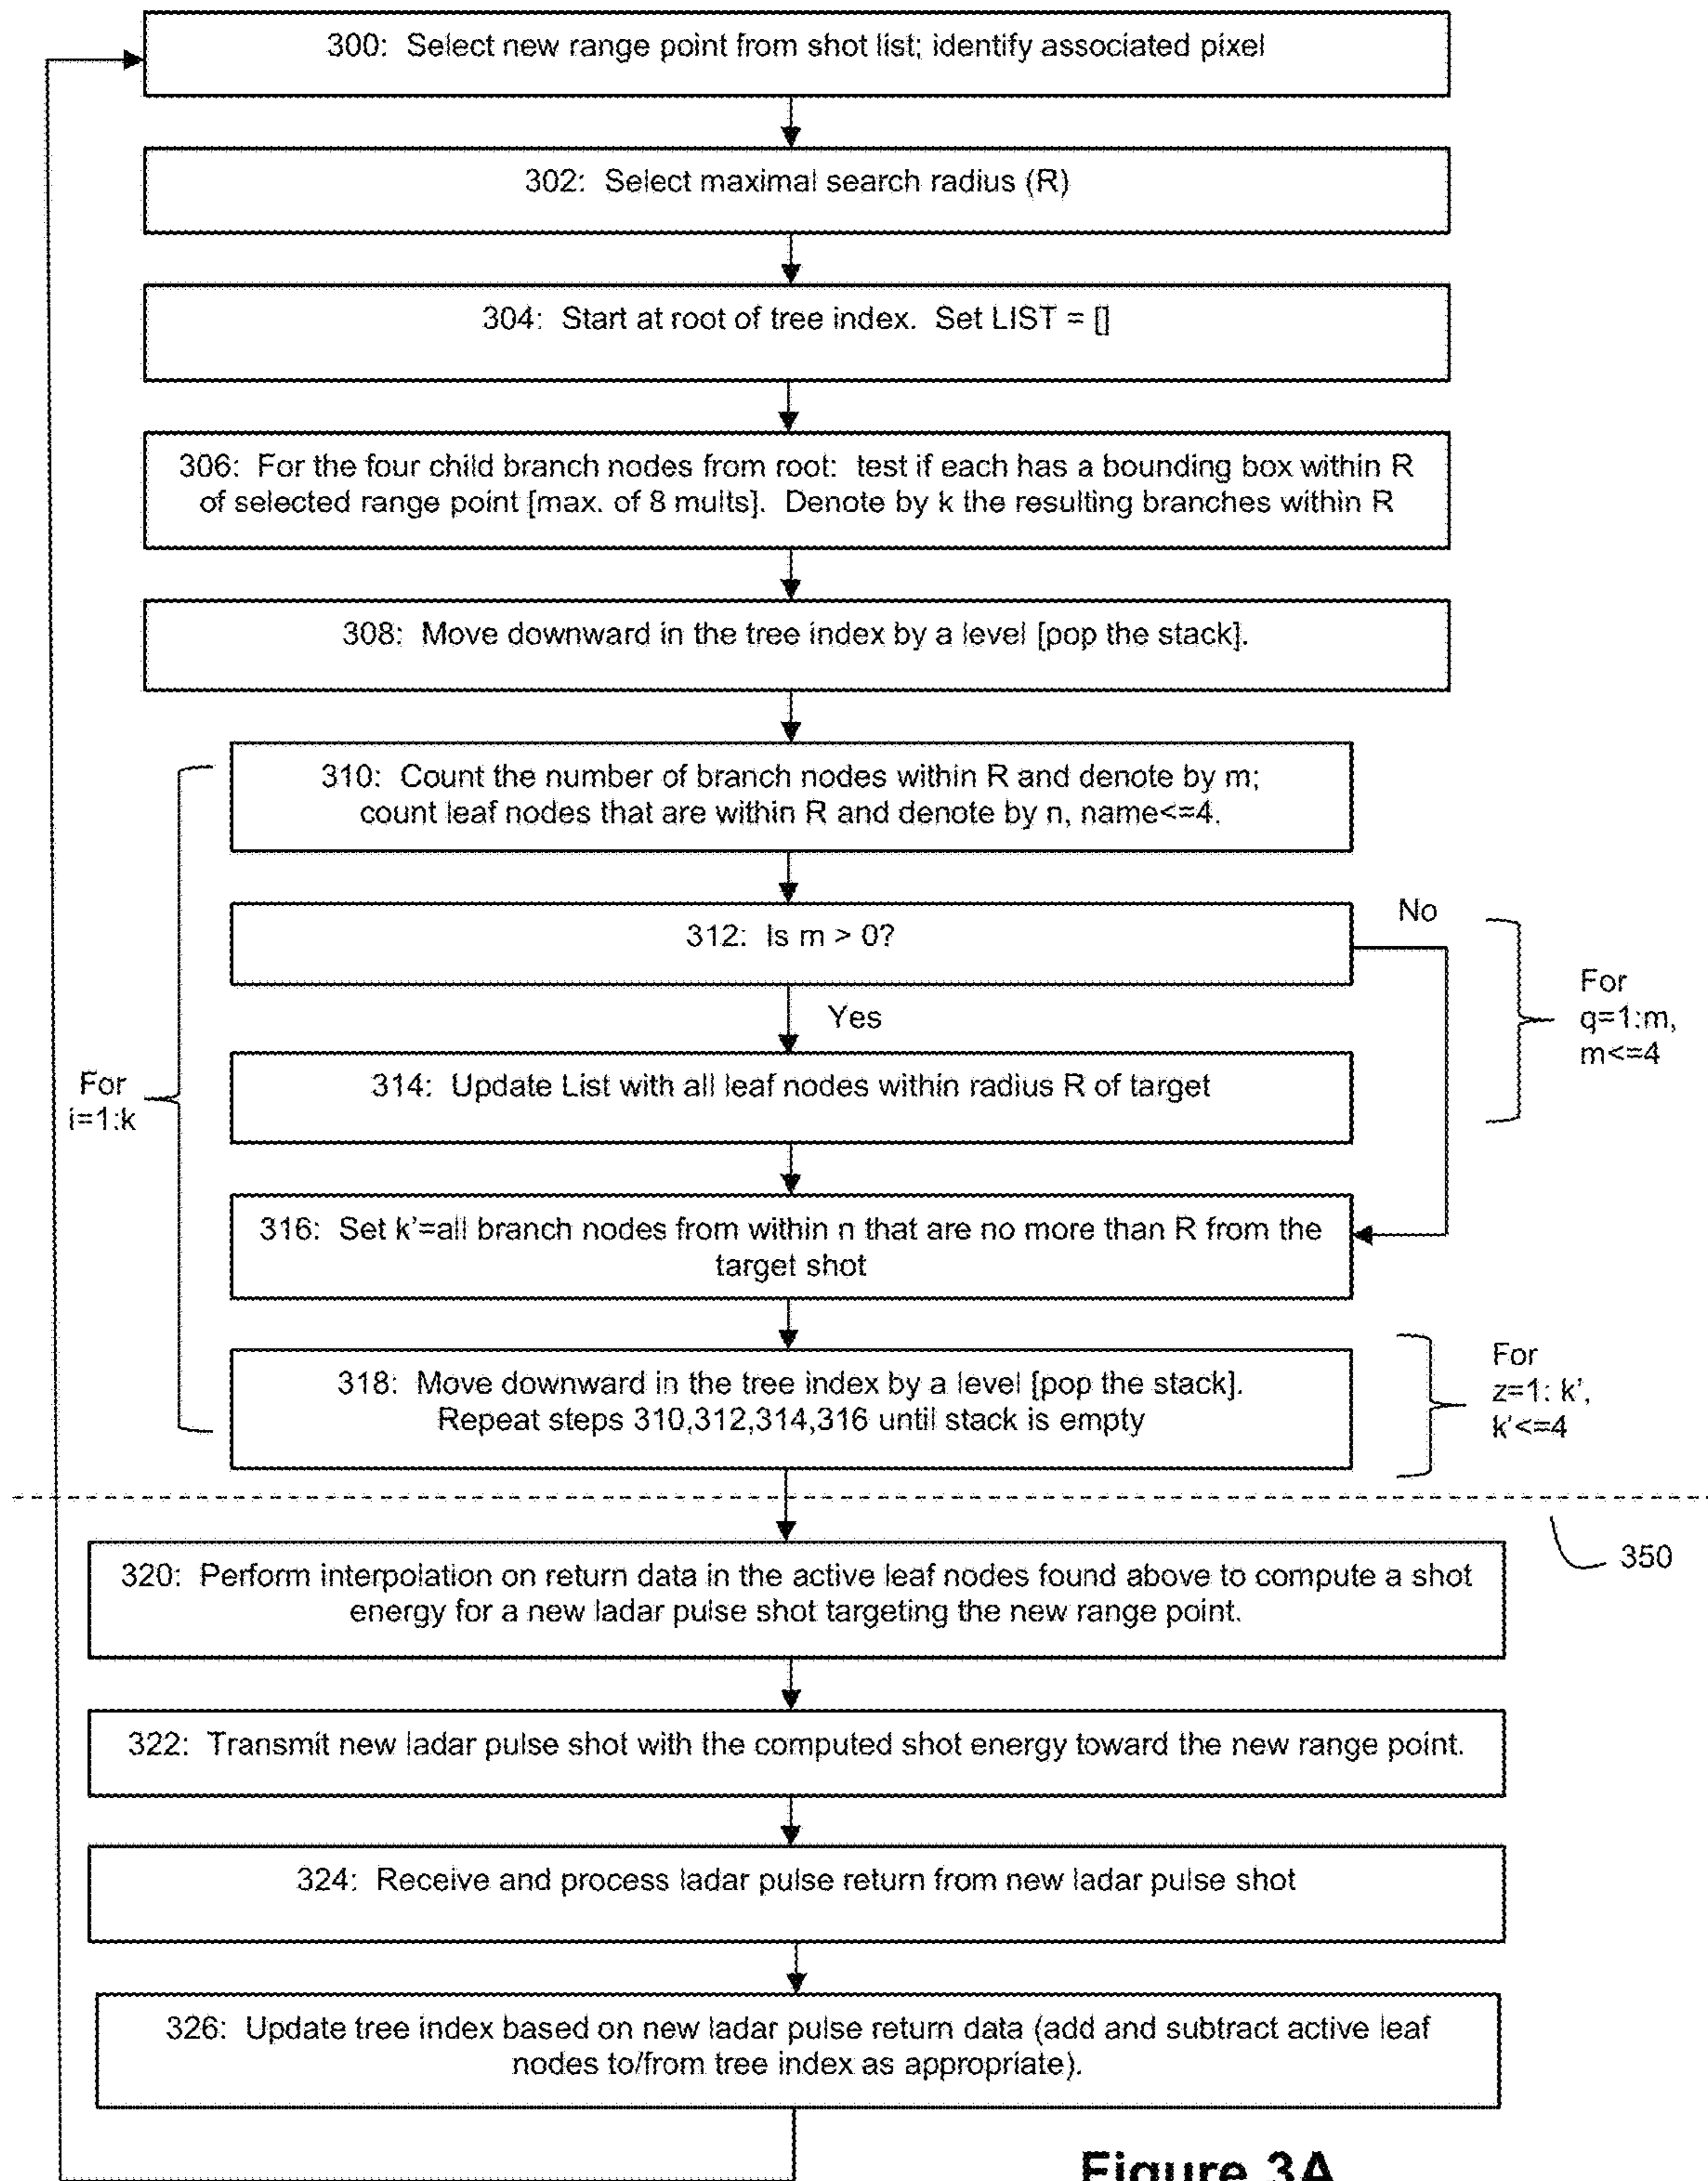 300: Select new range point from shot list; identify associated pixel
302: Select maximal search radius (R)
304: Start at root of tree index. Set LIST = []
306: For the four child branch nodes from root: test if each has a bounding box within R
of selected range point [max. of 8 mults]. Denote by k the resulting branches within R
308: Move downward in the tree index by a level [pop the stack].
310: Count the number of branch nodes within R and denote by m;
count leaf nodes that are within R and denote by n, name<=4.
312: Is m > 0?
No
Yes
For
q=1:m,
m<=4
314: Update List with all leaf nodes within radius R of target
For
i=1:k
316: Set k'=all branch nodes from within n that are no more than R from the
target shot
318: Move downward in the tree index by a level [pop the stack].
Repeat steps 310,312,314,316 until stack is empty
For
z=1: k',
k'<=4
350
320: Perform interpolation on return data in the active leaf nodes found above to compute a shot
energy for a new ladar pulse shot targeting the new range point.
322: Transmit new ladar pulse shot with the computed shot energy toward the new range point.
324: Receive and process ladar pulse return from new ladar pulse shot
326: Update tree index based on new ladar pulse return data (add and subtract active leaf
nodes to/from tree index as appropriate).
Figure 3A